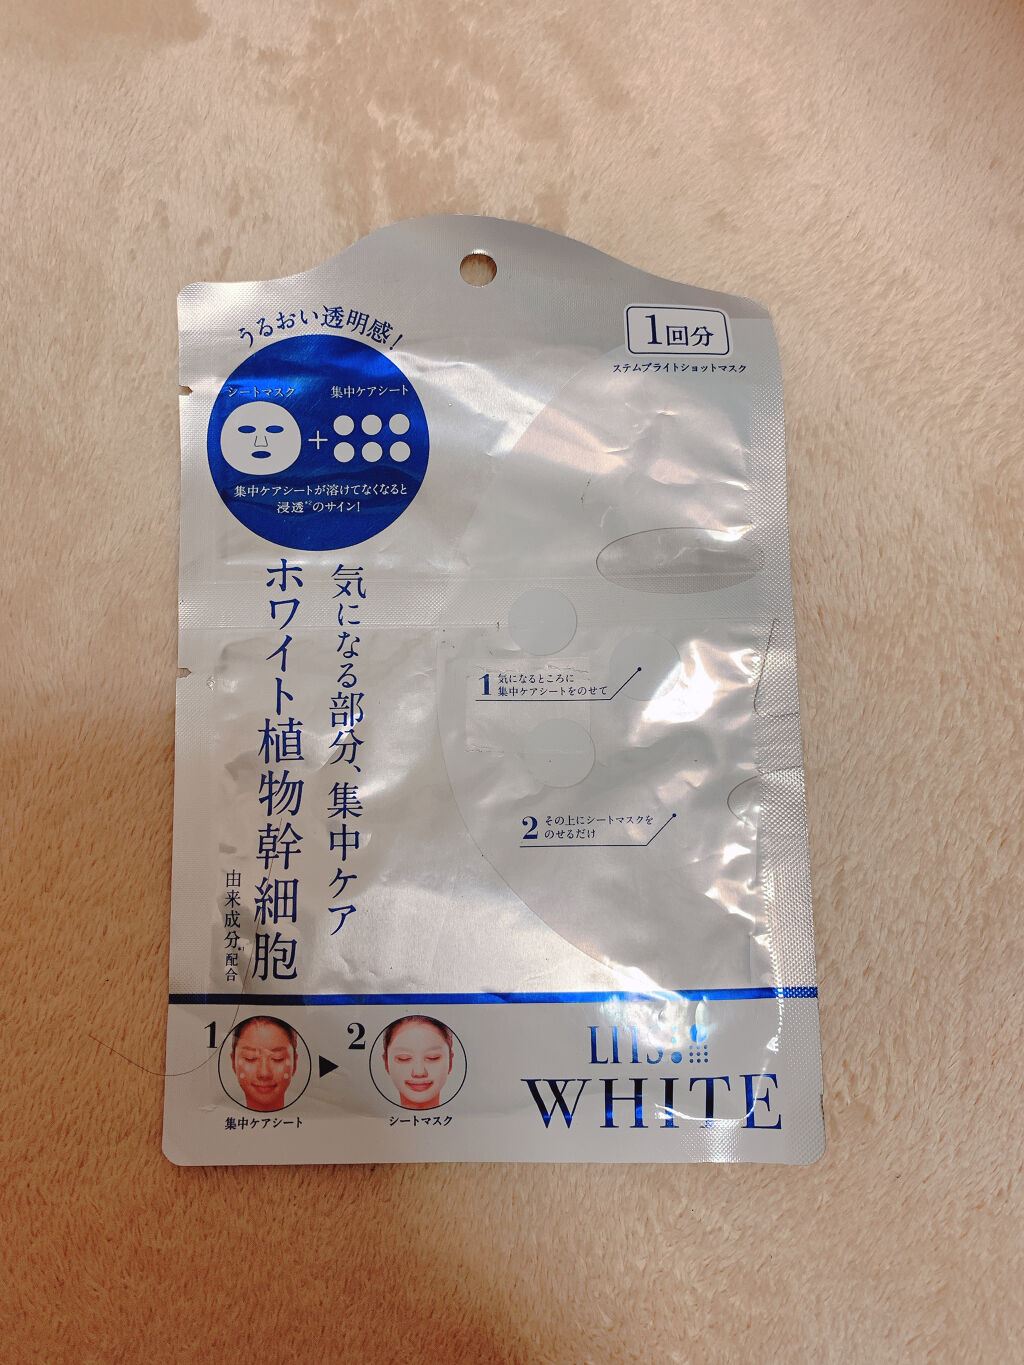 うるおい透明感!
1回分
ステムブライトショットマスク
シートマスク
集中ケアシート
+
集中ケアシートが溶けてなくなると
浸透*²のサイン!
気になる部分、集中ケア
ホワイト植物幹細胞
由来成分*¹配合
1 気になるところに
集中ケアシートをのせて
2 その上にシートマスクを
のせるだけ
1
2
集中ケアシート
シートマスク
LITS
WHITE